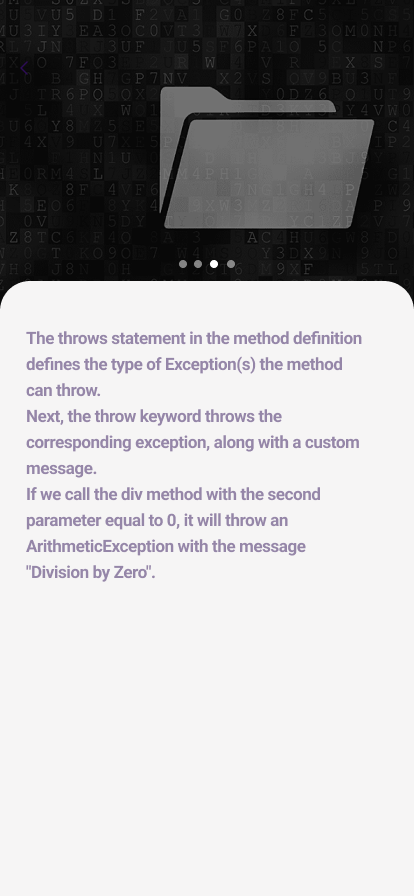 The throws statement in the method definition
defines the type of Exception(s) the method
can throw.
Next, the throw keyword throws the
corresponding exception, along with a custom
message.
If we call the div method with the second
parameter equal to 0, it will throw an
ArithmeticException with the message
"Division by Zero".